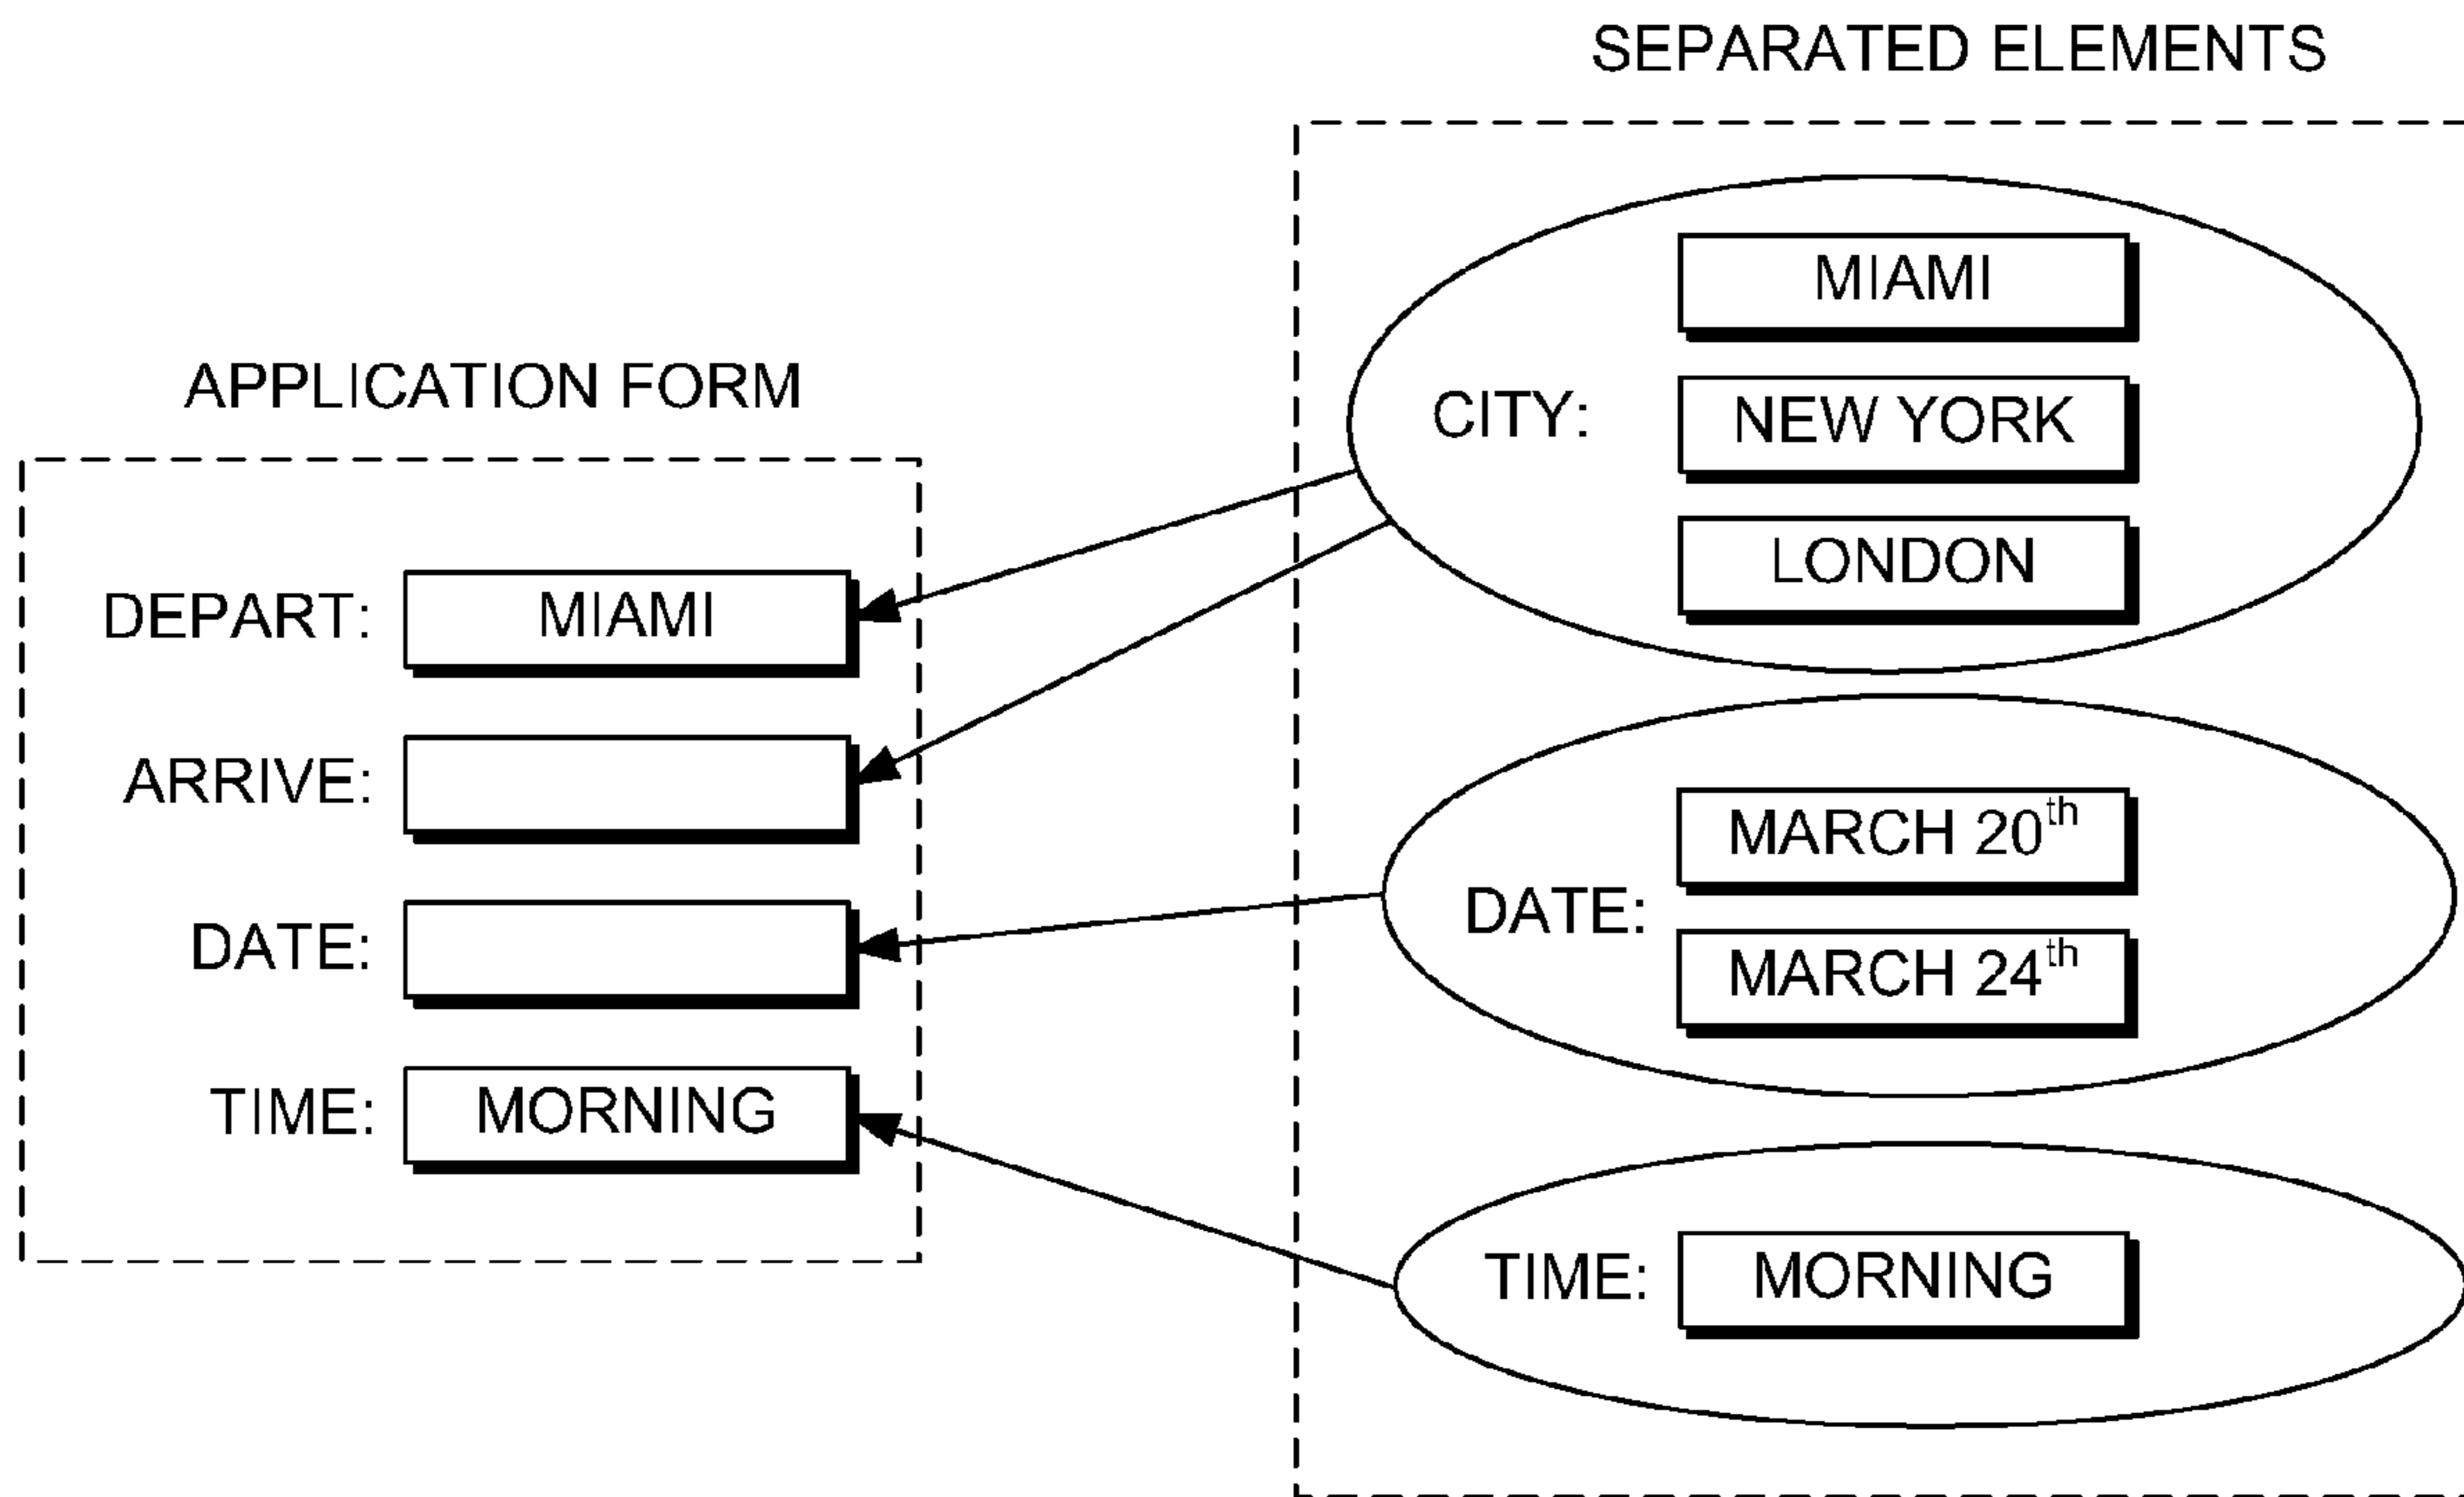 SEPARATED ELEMENTS
CITY:
MIAMI
NEW YORK
LONDON
DATE:
MARCH 20th
MARCH 24th
TIME:
MORNING
APPLICATION FORM
DEPART: MIAMI
ARRIVE:
DATE:
TIME: MORNING